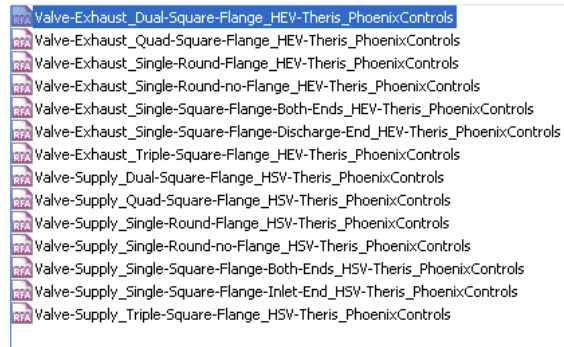 Valve-Exhaust_Dual-Square-Flange_HEV-Theris_PhoenixControls
Valve-Exhaust_Quad-Square-Flange_HEV-Theris_PhoenixControls
Valve-Exhaust_Single-Round-Flange_HEV-Theris_PhoenixControls
Valve-Exhaust_Single-Round-no-Flange_HEV-Theris_PhoenixControls
Valve-Exhaust_Single-Square-Flange-Both-Ends_HEV-Theris_PhoenixControls
Valve-Exhaust_Single-Square-Flange-Discharge-End_HEV-Theris_PhoenixControls
Valve-Exhaust_Triple-Square-Flange_HEV-Theris_PhoenixControls
Valve-Supply_Dual-Square-Flange_HSV-Theris_PhoenixControls
Valve-Supply_Quad-Square-Flange_HSV-Theris_PhoenixControls
Valve-Supply_Single-Round-Flange_HSV-Theris_PhoenixControls
Valve-Supply_Single-Round-no-Flange_HSV-Theris_PhoenixControls
Valve-Supply_Single-Square-Flange-Both-Ends_HSV-Theris_PhoenixControls
Valve-Supply_Single-Square-Flange-Inlet-End_HSV-Theris_PhoenixControls
Valve-Supply_Triple-Square-Flange_HSV-Theris_PhoenixControls